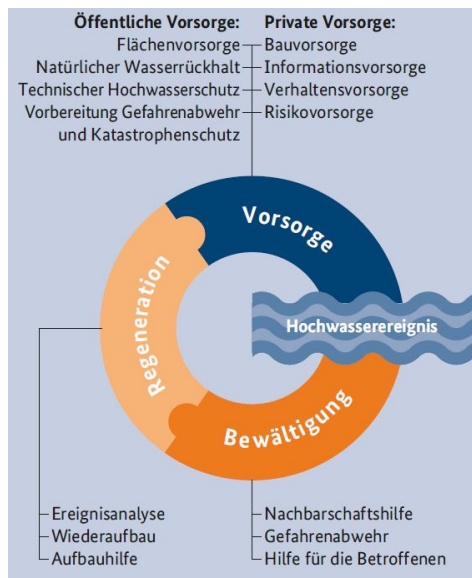 Öffentliche Vorsorge:
Flächenvorsorge
Natürlicher Wasserrückhalt
Technischer Hochwasserschutz
Vorbereitung Gefahrenabwehr
und Katastrophenschutz
Private Vorsorge:
Bauvorsorge
Informationsvorsorge
Verhaltensvorsorge
Risikovorsorge
Vorsorge
Hochwasserereignis
Regeneration
Bewältigung
Ereignisanalyse
Wiederaufbau
Aufbauhilfe
Nachbarschaftshilfe
Gefahrenabwehr
Hilfe für die Betroffenen